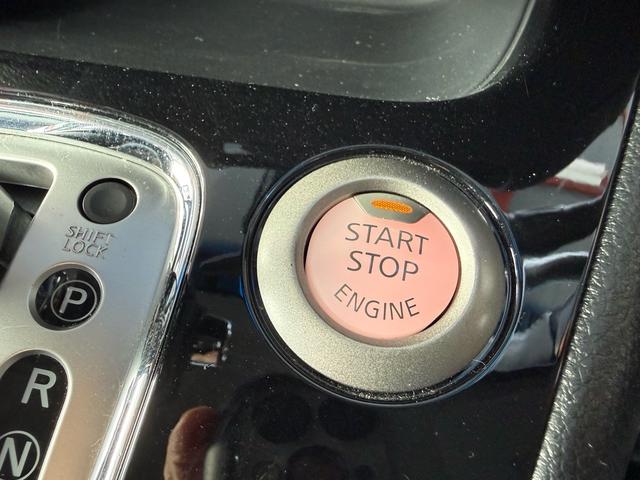 SHIFT
LOCK
P
R
N
START
STOP
ENGINE